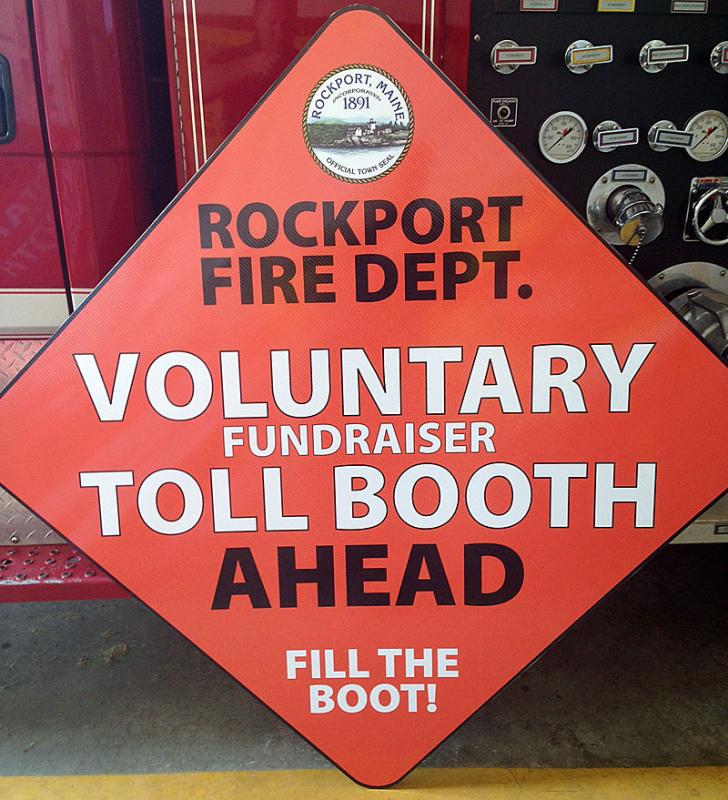 ROCKPORT, MAINE
INCORPORATED
1891
OFFICIAL TOWN SEAL
ROCKPORT
FIRE DEPT.
VOLUNTARY
FUNDRAISER
TOLL BOOTH
AHEAD
FILL THE
BOOT!